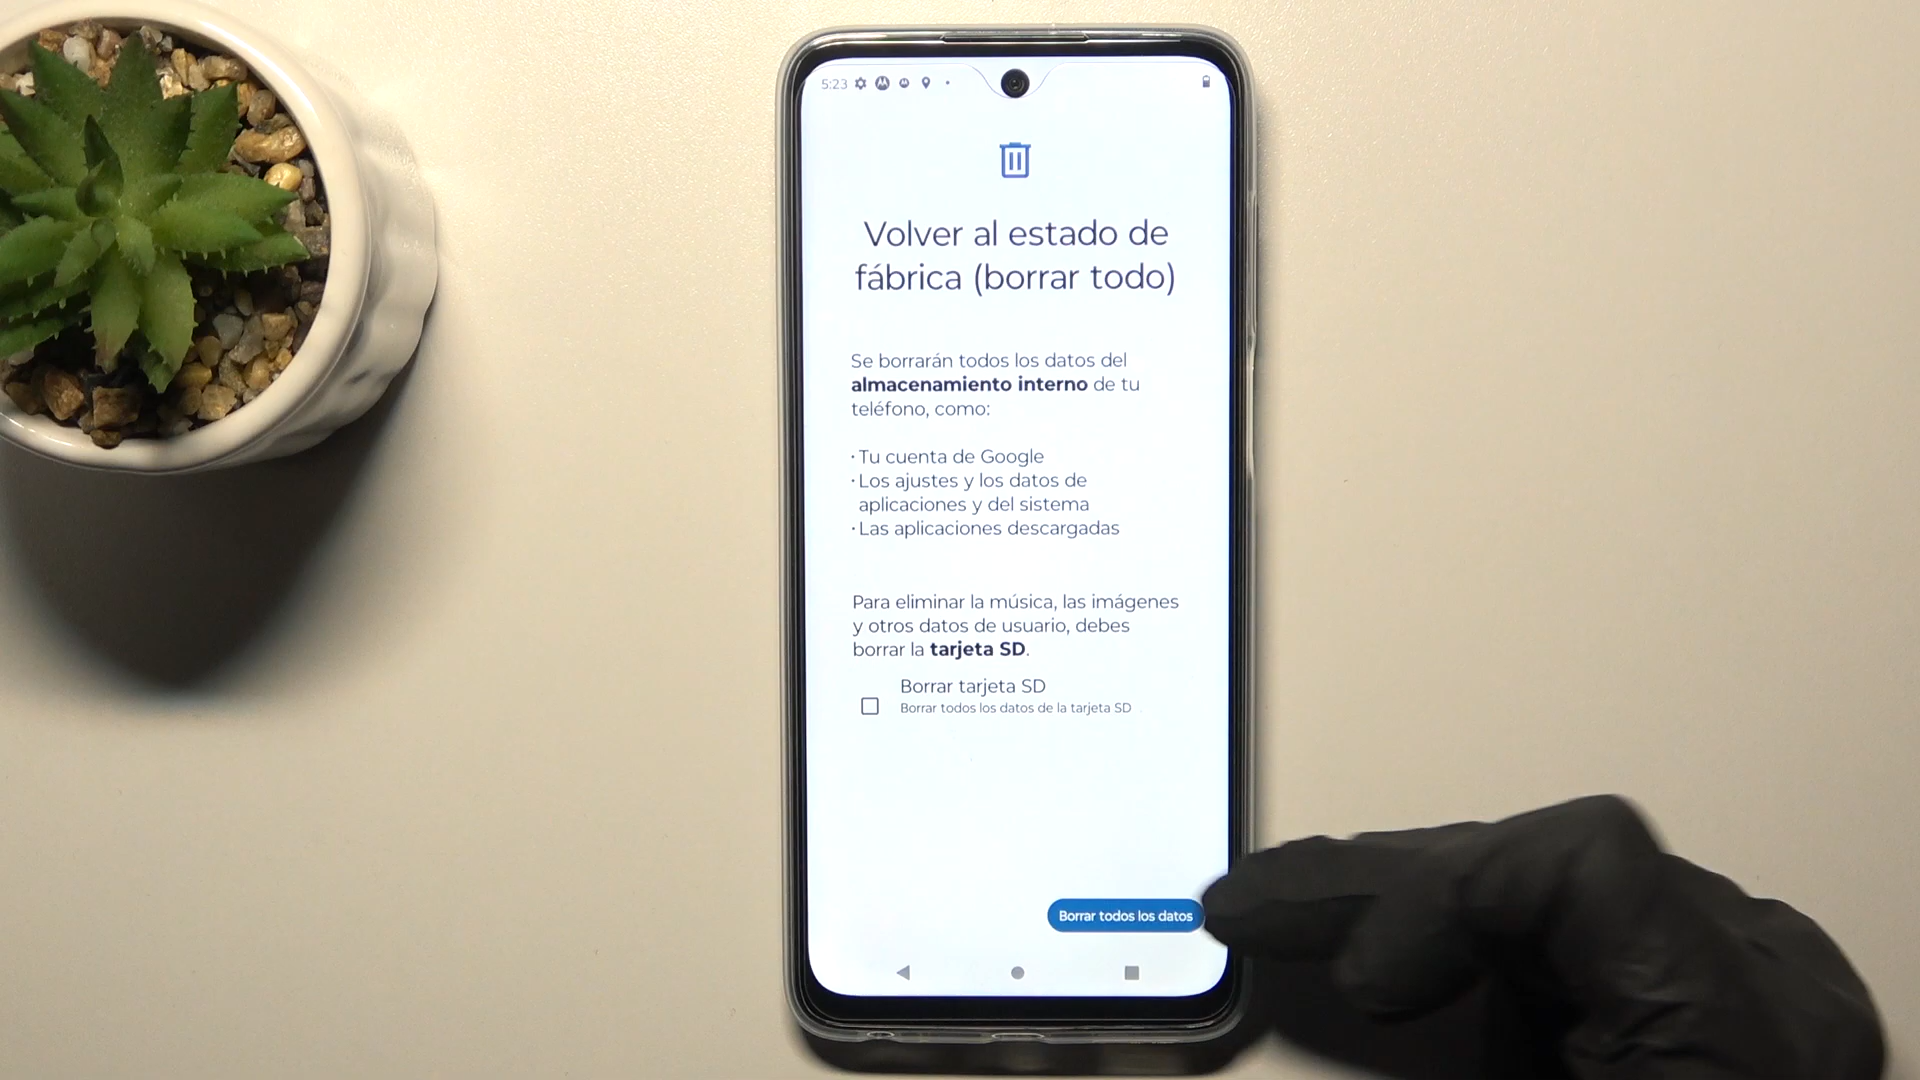 5:23
Volver al estado de
fábrica (borrar todo)
Se borrarán todos los datos del
almacenamiento interno de tu
teléfono, como:
· Tu cuenta de Google
· Los ajustes y los datos de
aplicaciones y del sistema
· Las aplicaciones descargadas
Para eliminar la música, las imágenes
y otros datos de usuario, debes
borrar la tarjeta SD.
Borrar tarjeta SD
Borrar todos los datos de la tarjeta SD
Borrar todos los datos